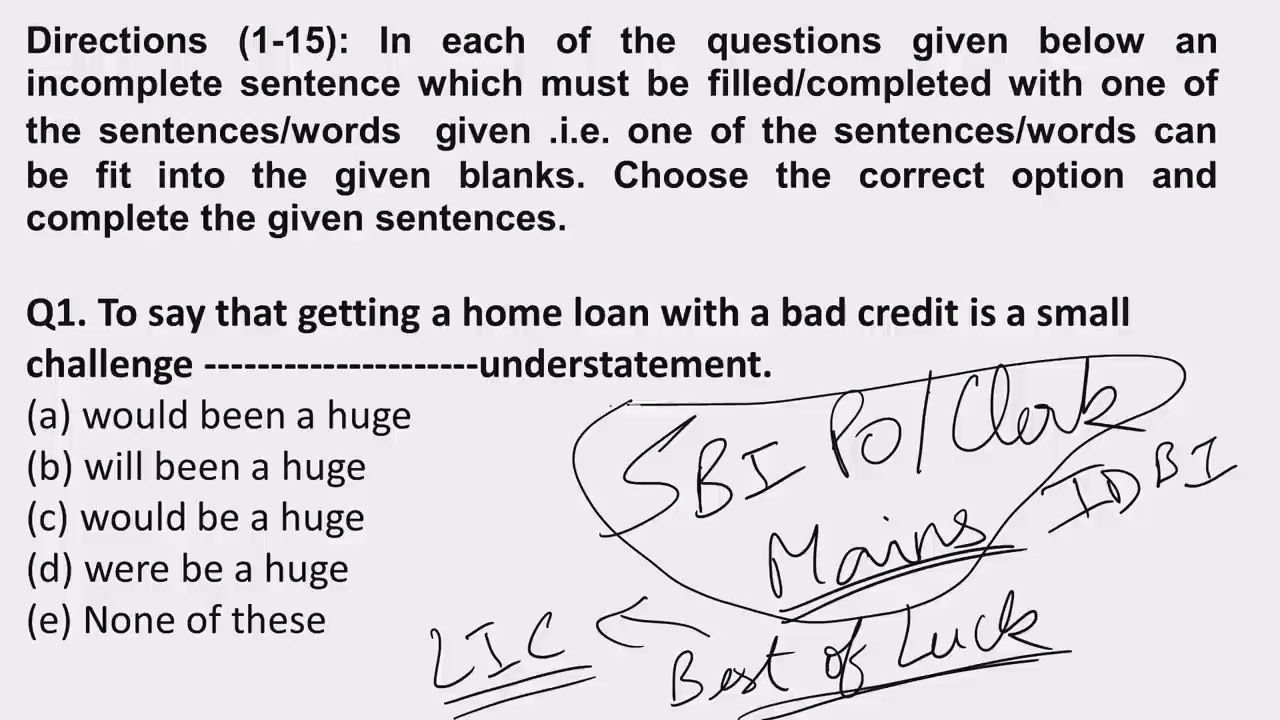 Directions (1-15): In each of the questions given below an
incomplete sentence which must be filled/completed with one of
the sentences/words given .i.e. one of the sentences/words can
be fit into the given blanks. Choose the correct option and
complete the given sentences.
Q1. To say that getting a home loan with a bad credit is a small
challenge ---------------------understatement.
(a) would been a huge
(b) will been a huge
(c) would be a huge
(d) were be a huge
(e) None of these
SBI PO/Clerk
IDBI
Mains
LIC
Best of Luck